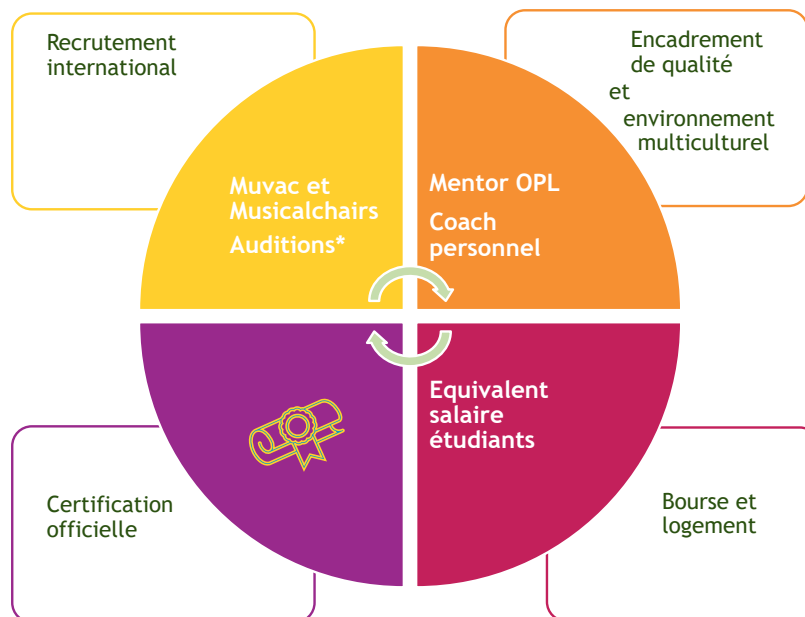 Recrutement
international
Encadrement
de qualité
et
environnement
multiculturel
Muvac et
Musicalchairs
Auditions*
Mentor OPL
Coach
personnel
Equivalent
salaire
étudiants
Certification
officielle
Bourse et
logement